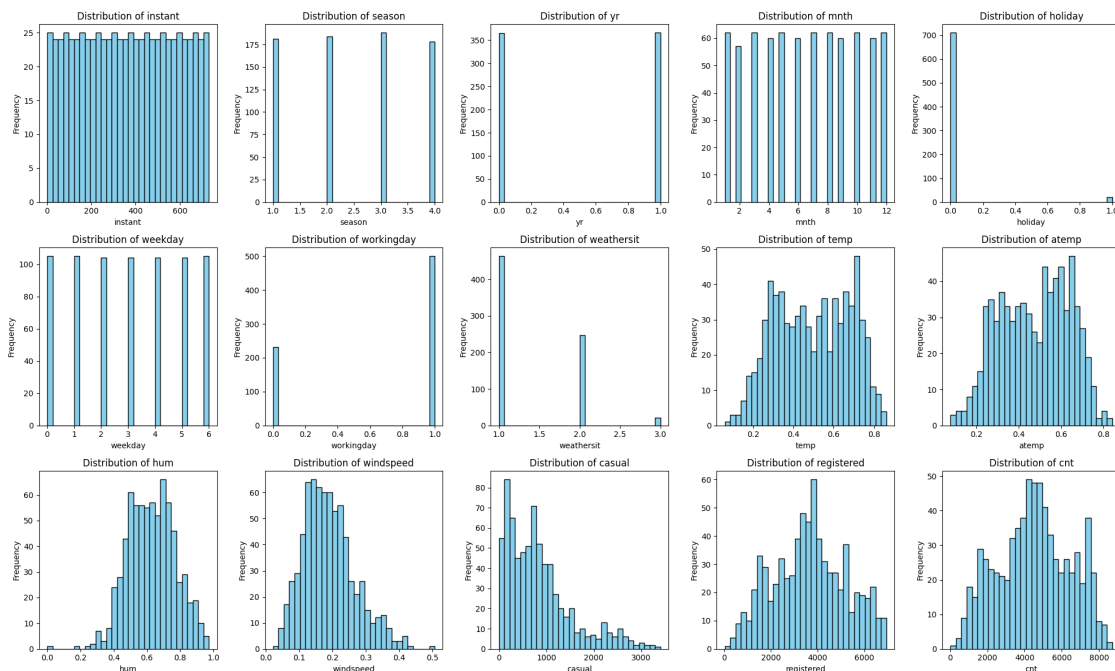 Distribution of instant
Frequency
25
20
15
10
5
0
0 200 400 600
instant
Distribution of season
Frequency
175
150
125
100
75
50
25
0
1.0 1.5 2.0 2.5 3.0 3.5 4.0
season
Distribution of yr
Frequency
350
300
250
200
150
100
50
0
0.0 0.2 0.4 0.6 0.8 1.0
yr
Distribution of mnth
Frequency
60
50
40
30
20
10
0
2 4 6 8 10 12
mnth
Distribution of holiday
Frequency
700
600
500
400
300
200
100
0
0.0 0.2 0.4 0.6 0.8 1.0
holiday
Distribution of weekday
Frequency
100
80
60
40
20
0
0 1 2 3 4 5 6
weekday
Distribution of workingday
Frequency
500
400
300
200
100
0
0.0 0.2 0.4 0.6 0.8 1.0
workingday
Distribution of weathersit
Frequency
400
300
200
100
0
1.0 1.5 2.0 2.5 3.0
weathersit
Distribution of temp
Frequency
50
40
30
20
10
0
0.2 0.4 0.6 0.8
temp
Distribution of atemp
Frequency
40
30
20
10
0
0.2 0.4 0.6 0.8
atemp
Distribution of hum
Frequency
60
50
40
30
20
10
0
0.0 0.2 0.4 0.6 0.8 1.0
hum
Distribution of windspeed
Frequency
60
50
40
30
20
10
0
0.0 0.1 0.2 0.3 0.4 0.5
windspeed
Distribution of casual
Frequency
80
70
60
50
40
30
20
10
0
0 1000 2000 3000
casual
Distribution of registered
Frequency
60
50
40
30
20
10
0
0 2000 4000 6000
registered
Distribution of cnt
Frequency
50
40
30
20
10
0
0 2000 4000 6000 8000
cnt